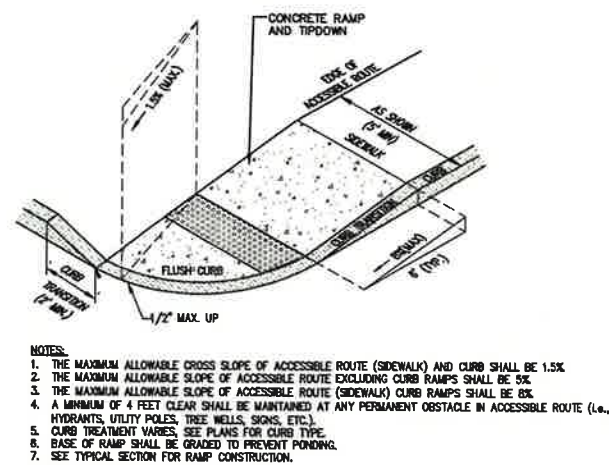 CONCRETE RAMP
AND TIPDOWN
1.5% (MAX.)
EDGE OF
ACCESSIBLE ROUTE
AS SHOWN
(5' MIN)
SIDEWALK
CURB
CURB TRANSITION
8%(MAX)
6" (TYP.)
FLUSH CURB
CURB
TRANSITION
(2' MIN.)
1/2" MAX. UP
NOTES:
1. THE MAXIMUM ALLOWABLE CROSS SLOPE OF ACCESSIBLE ROUTE (SIDEWALK) AND CURB SHALL BE 1.5%
2. THE MAXIMUM ALLOWABLE SLOPE OF ACCESSIBLE ROUTE EXCLUDING CURB RAMPS SHALL BE 5%
3. THE MAXIMUM ALLOWABLE SLOPE OF ACCESSIBLE ROUTE (SIDEWALK) CURB RAMPS SHALL BE 8%
4. A MINIMUM OF 4 FEET CLEAR SHALL BE MAINTAINED AT ANY PERMANENT OBSTACLE IN ACCESSIBLE ROUTE (i.e.,
HYDRANTS, UTILITY POLES, TREE WELLS, SIGNS, ETC.).
5. CURB TREATMENT VARIES, SEE PLANS FOR CURB TYPE.
6. BASE OF RAMP SHALL BE GRADED TO PREVENT PONDING.
7. SEE TYPICAL SECTION FOR RAMP CONSTRUCTION.